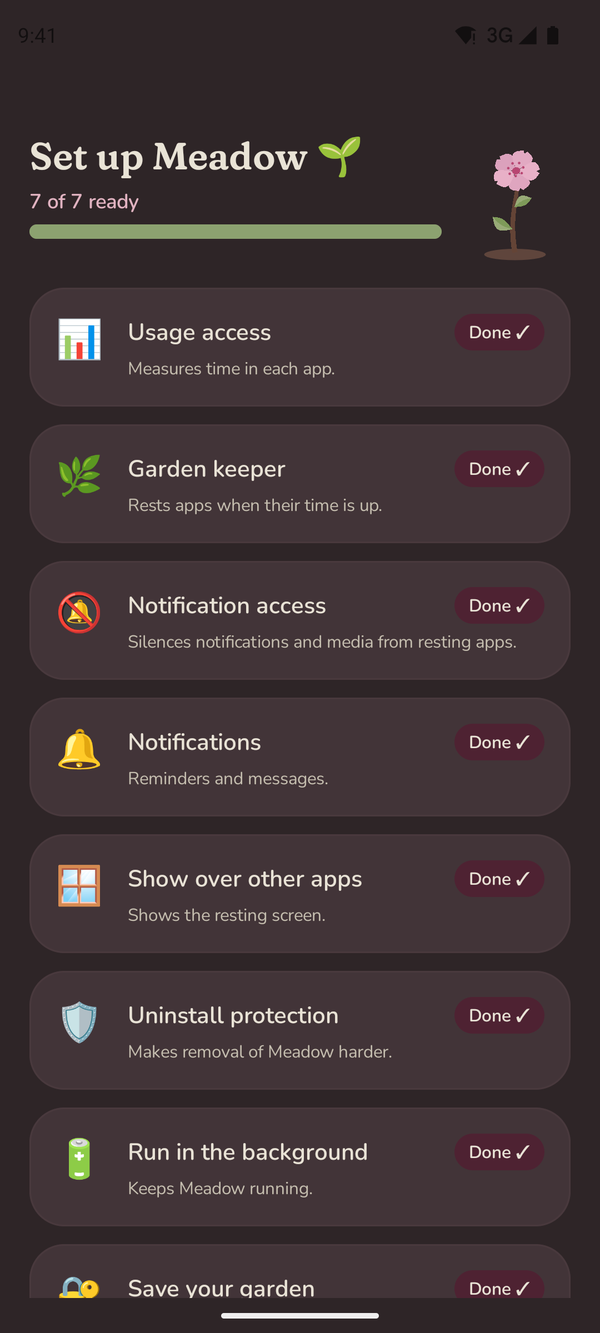 9:41
3G
Set up Meadow 🌱
7 of 7 ready
Usage access
Done ✓
Measures time in each app.
Garden keeper
Done ✓
Rests apps when their time is up.
Notification access
Done ✓
Silences notifications and media from resting apps.
Notifications
Done ✓
Reminders and messages.
Show over other apps
Done ✓
Shows the resting screen.
Uninstall protection
Done ✓
Makes removal of Meadow harder.
Run in the background
Done ✓
Keeps Meadow running.
Save your garden
Done ✓